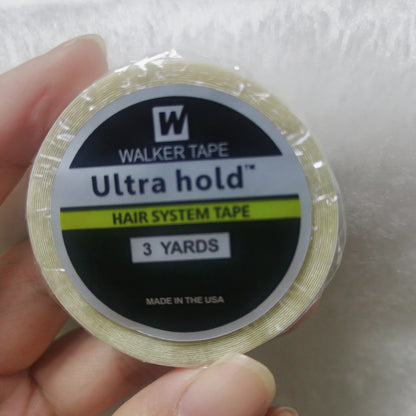 W
WALKER TAPE
Ultra hold™
HAIR SYSTEM TAPE
3 YARDS
MADE IN THE USA